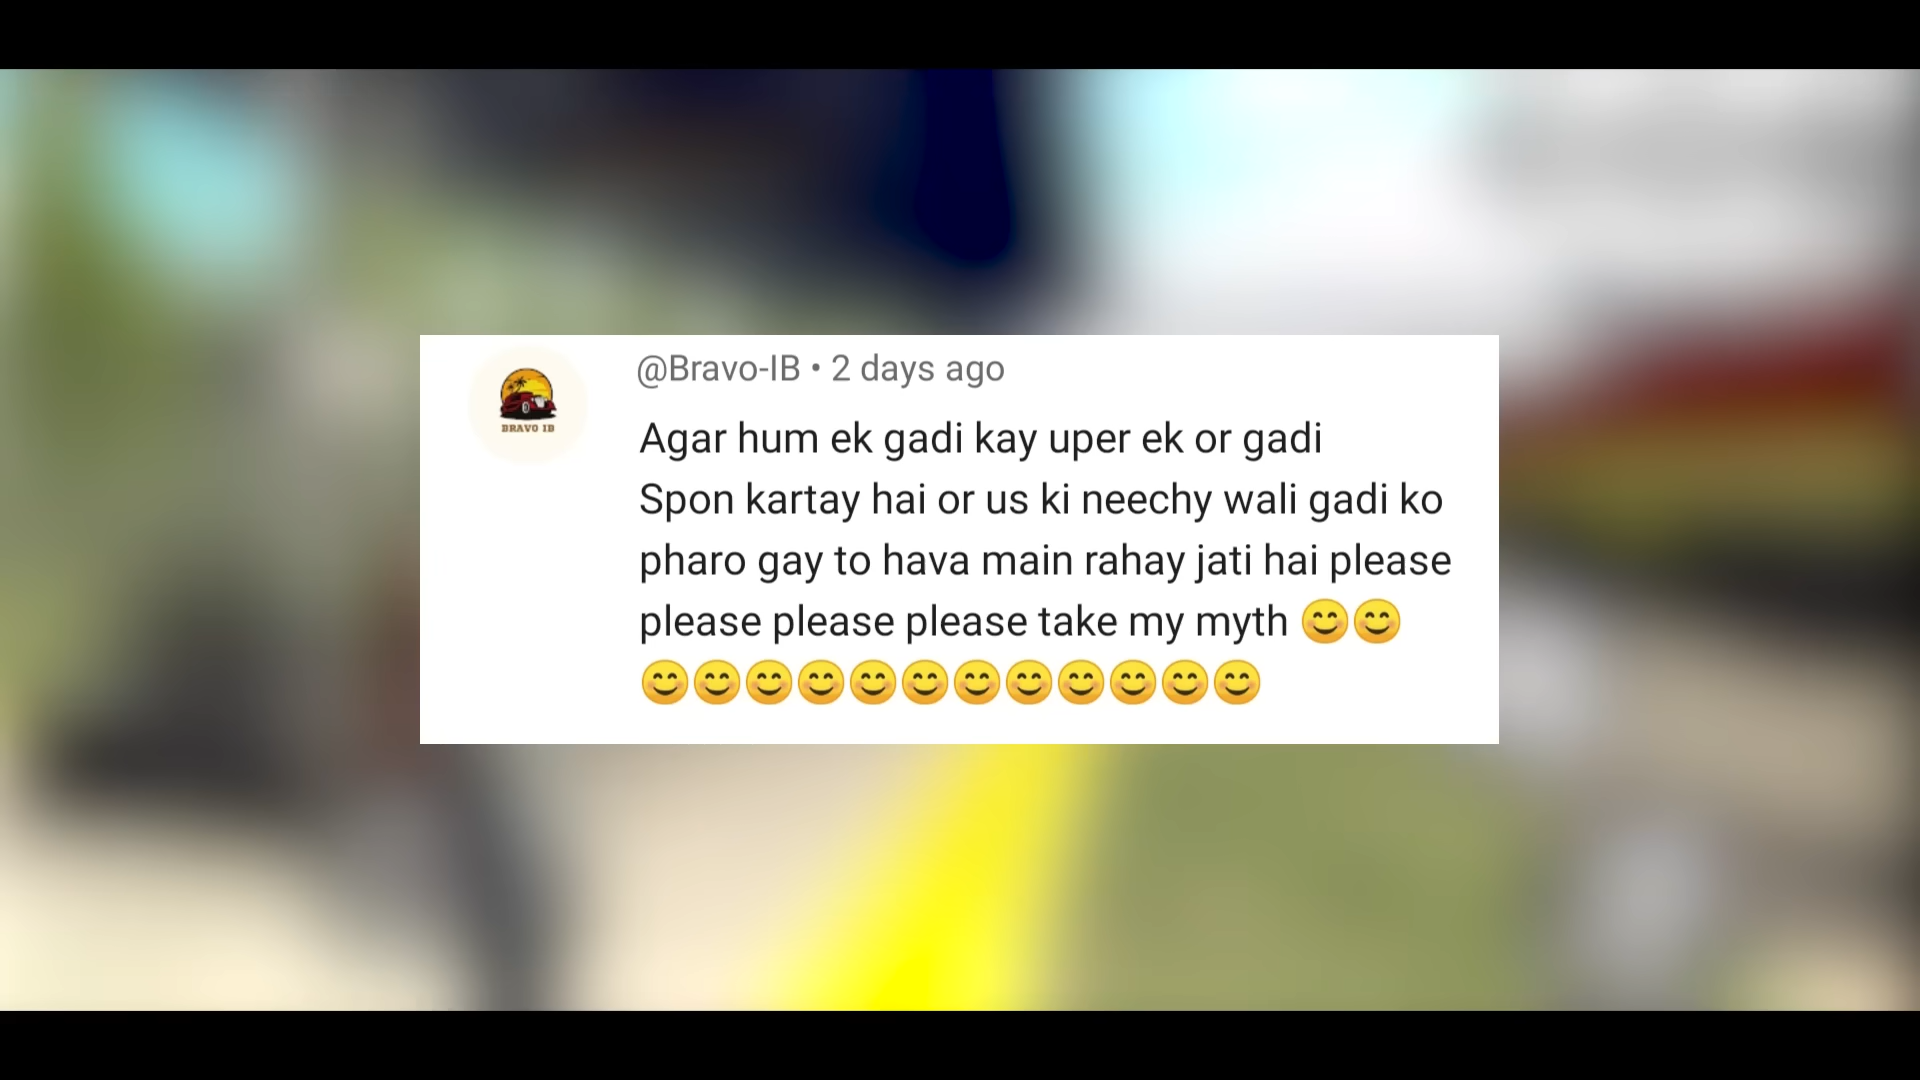 @Bravo-IB • 2 days ago
BRAVO IB
Agar hum ek gadi kay uper ek or gadi
Spon kartay hai or us ki neechy wali gadi ko
pharo gay to hava main rahay jati hai please
please please please take my myth 😊😊
😊😊😊😊😊😊😊😊😊😊😊😊